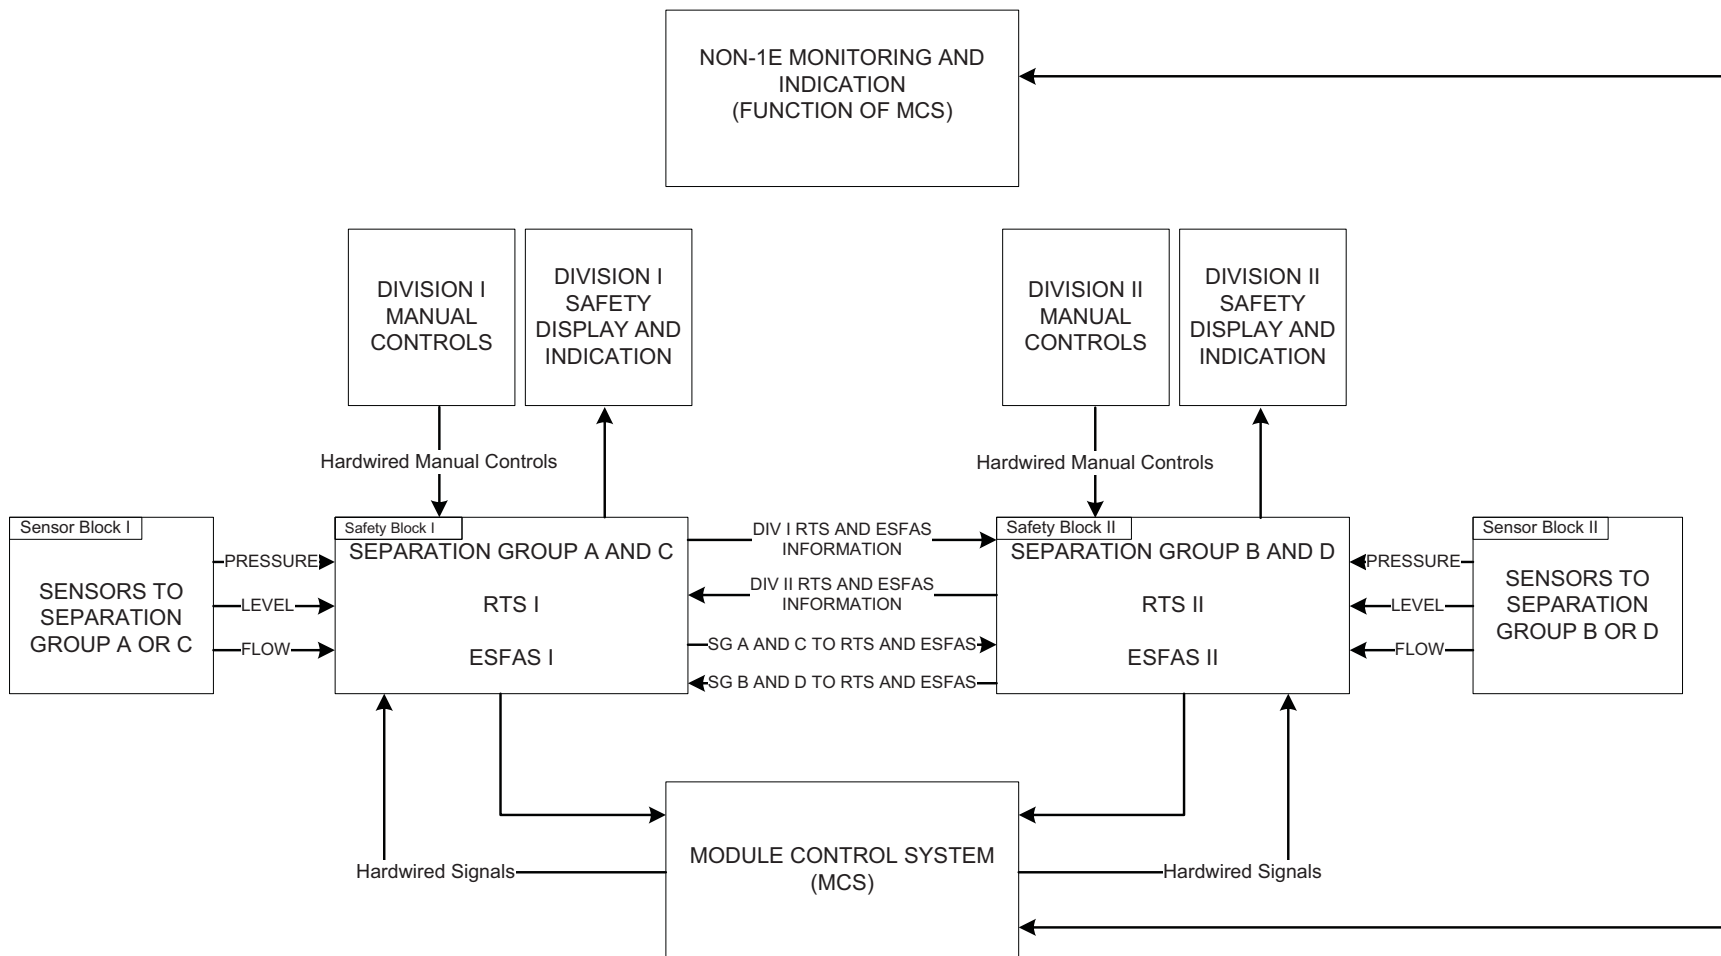 NON-1E MONITORING AND
INDICATION
(FUNCTION OF MCS)
DIVISION I
MANUAL
CONTROLS
DIVISION I
SAFETY
DISPLAY AND
INDICATION
DIVISION II
MANUAL
CONTROLS
DIVISION II
SAFETY
DISPLAY AND
INDICATION
Hardwired Manual Controls
Hardwired Manual Controls
Sensor Block I
SENSORS TO
SEPARATION
GROUP A OR C
PRESSURE
LEVEL
FLOW
Safety Block I
SEPARATION GROUP A AND C
RTS I
ESFAS I
DIV I RTS AND ESFAS
INFORMATION
DIV II RTS AND ESFAS
INFORMATION
SG A AND C TO RTS AND ESFAS
SG B AND D TO RTS AND ESFAS
Safety Block II
SEPARATION GROUP B AND D
RTS II
ESFAS II
PRESSURE
LEVEL
FLOW
Sensor Block II
SENSORS TO
SEPARATION
GROUP B OR D
Hardwired Signals
MODULE CONTROL SYSTEM
(MCS)
Hardwired Signals